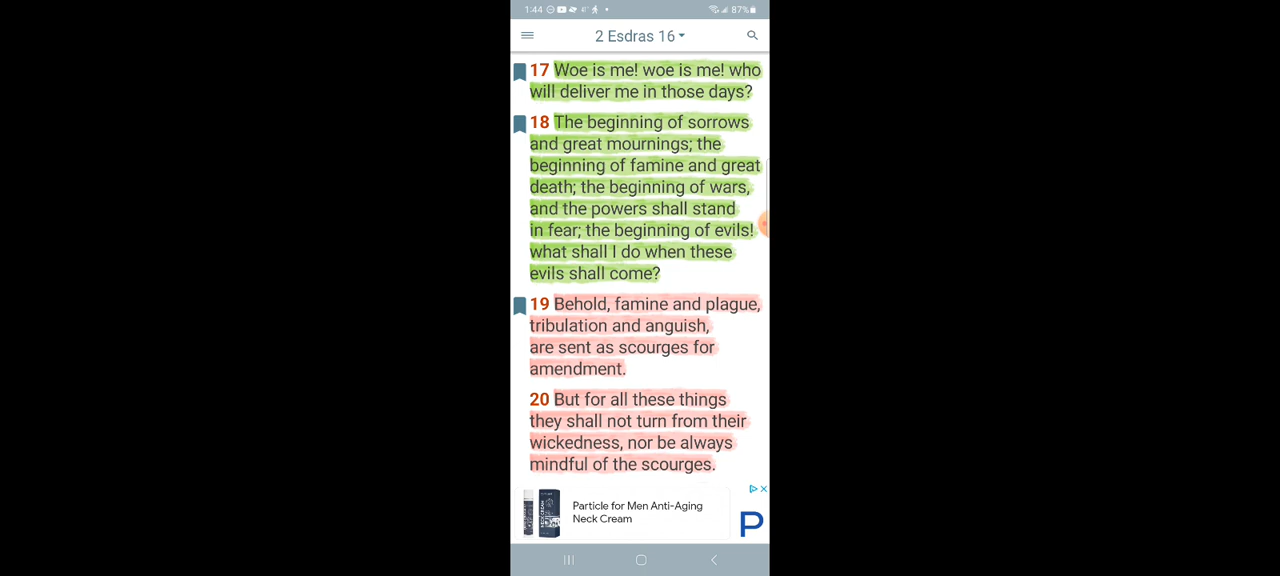 1:44 87%
2 Esdras 16
17 Woe is me! woe is me! who
will deliver me in those days?
18 The beginning of sorrows
and great mournings; the
beginning of famine and great
death; the beginning of wars,
and the powers shall stand
in fear; the beginning of evils!
what shall I do when these
evils shall come?
19 Behold, famine and plague,
tribulation and anguish,
are sent as scourges for
amendment.
20 But for all these things
they shall not turn from their
wickedness, nor be always
mindful of the scourges.
Particle for Men Anti-Aging
Neck Cream
P